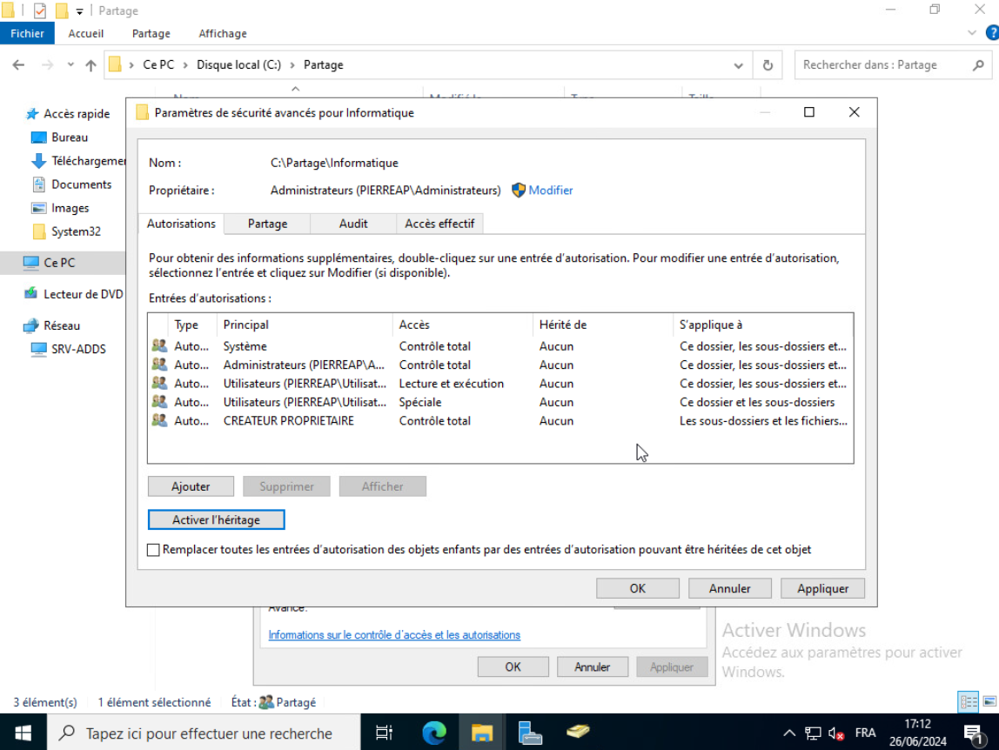 Partage
Fichier
Accueil
Partage
Affichage
Ce PC > Disque local (C:) > Partage
Rechercher dans : Partage
Accès rapide
Bureau
Documents
Images
System32
Ce PC
Lecteur de DVD
Réseau
SRV-ADDS
Paramètres de sécurité avancés pour Informatique
Nom :
C:\Partage\Informatique
Propriétaire :
Administrateurs (PIERREAP\Administrateurs)
Modifier
Autorisations
Partage
Audit
Accès effectif
Pour obtenir des informations supplémentaires, double-cliquez sur une entrée d'autorisation. Pour modifier une entrée d'autorisation,
sélectionnez l'entrée et cliquez sur Modifier (si disponible).
Entrées d'autorisations :
Type Principal Accès Hérité de S'applique à
Auto... Système Contrôle total Aucun Ce dossier, les sous-dossiers et...
Auto... Administrateurs (PIERREAP\A... Contrôle total Aucun Ce dossier, les sous-dossiers et...
Auto... Utilisateurs (PIERREAP\Utilisat... Lecture et exécution Aucun Ce dossier, les sous-dossiers et...
Auto... Utilisateurs (PIERREAP\Utilisat... Spéciale Aucun Ce dossier et les sous-dossiers
Auto... CREATEUR PROPRIETAIRE Contrôle total Aucun Les sous-dossiers et les fichiers...
Ajouter
Supprimer
Afficher
Activer l'héritage
Remplacer toutes les entrées d'autorisation des objets enfants par des entrées d'autorisation pouvant être héritées de cet objet
OK
Annuler
Appliquer
Informations sur le contrôle d'accès et les autorisations
OK
Annuler
Appliquer
Activer Windows
Accédez aux paramètres pour activer
Windows.
3 élément(s)
1 élément sélectionné
État : Partagé
Tapez ici pour effectuer une recherche
FRA
17:12
26/06/2024
1